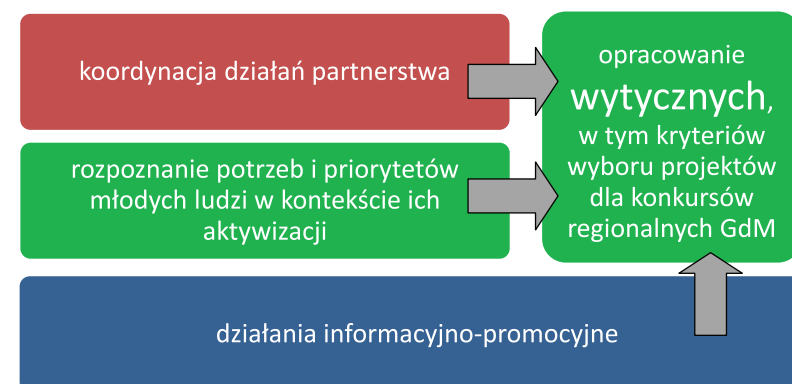 koordynacja działań partnerstwa
rozpoznanie potrzeb i priorytetów
młodych ludzi w kontekście ich
aktywizacji
opracowanie
wytycznych,
w tym kryteriów
wyboru projektów
dla konkursów
regionalnych GdM
działania informacyjno-promocyjne